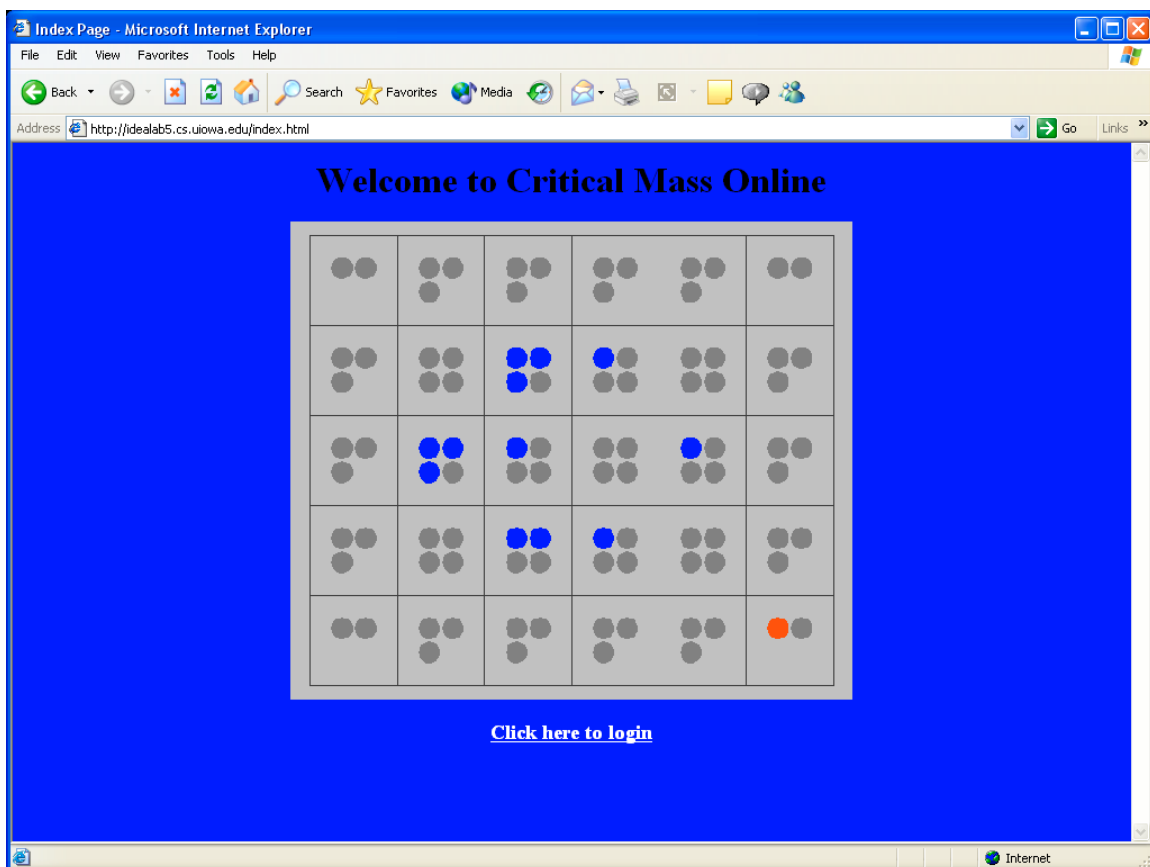 Index Page - Microsoft Internet Explorer
File Edit View Favorites Tools Help
Back Search Favorites Media
Address http://idealab5.cs.uiowa.edu/index.html Go Links »
Welcome to Critical Mass Online
Click here to login
Internet